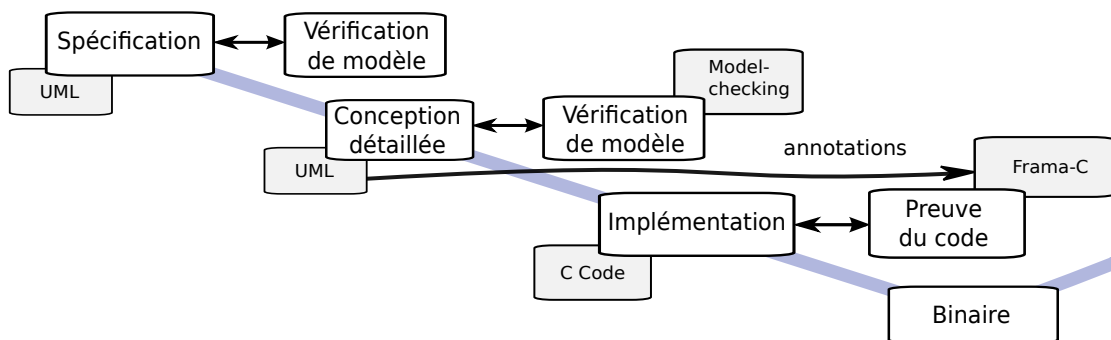 Spécification
Vérification
de modèle
UML
Model-
checking
Conception
détaillée
Vérification
de modèle
annotations
UML
Frama-C
Implémentation
Preuve
du code
C Code
Binaire